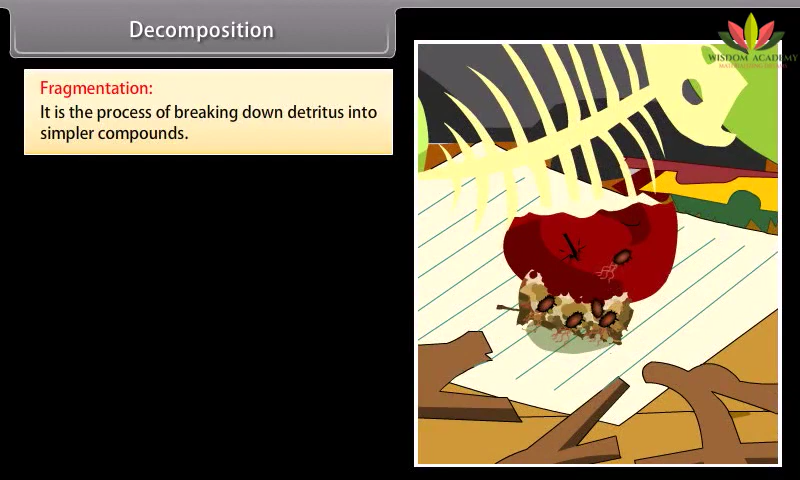 Decomposition
WISDOM ACADEMY
Fragmentation:
It is the process of breaking down detritus into
simpler compounds.